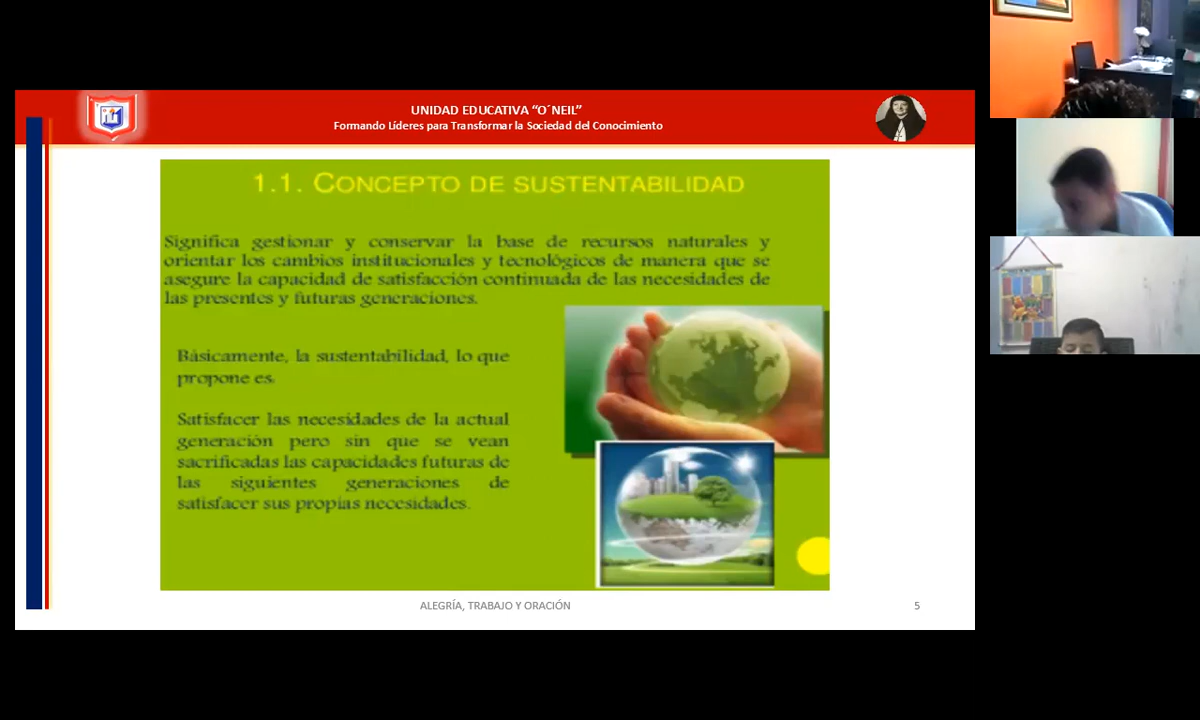 UNIDAD EDUCATIVA “O´NEIL”
Formando Líderes para Transformar la Sociedad del Conocimiento
1.1. CONCEPTO DE SUSTENTABILIDAD
Significa gestionar y conservar la base de recursos naturales y
orientar los cambios institucionales y tecnológicos de manera que se
asegure la capacidad de satisfacción continuada de las necesidades de
las presentes y futuras generaciones.
Básicamente, la sustentabilidad, lo que
propone es:
Satisfacer las necesidades de la actual
generación pero sin que se vean
sacrificadas las capacidades futuras de
las siguientes generaciones de
satisfacer sus propias necesidades.
ALEGRÍA, TRABAJO Y ORACIÓN
5